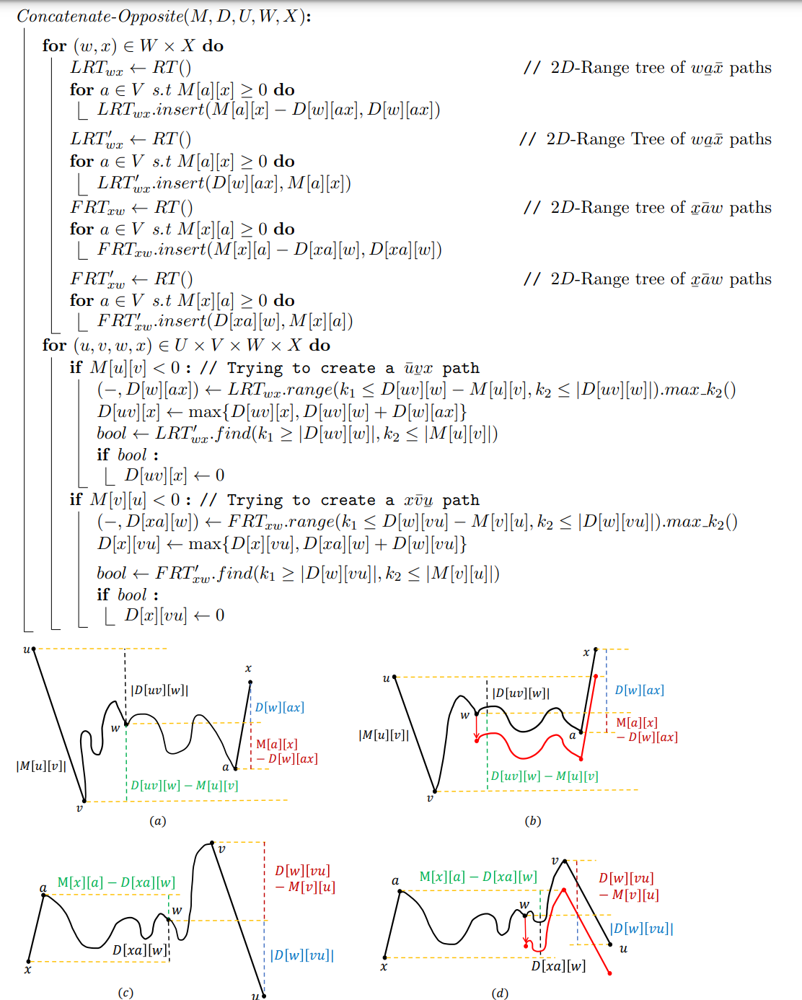 Concatenate-Opposite(M, D, U, W, X):
for (w, x) ∈ W × X do
LRT_wx ← RT() // 2D-Range tree of wa̲x̄ paths
for a ∈ V s.t M[a][x] ≥ 0 do
LRT_wx.insert(M[a][x] − D[w][ax], D[w][ax])
LRT′_wx ← RT() // 2D-Range Tree of wa̲x̄ paths
for a ∈ V s.t M[a][x] ≥ 0 do
LRT′_wx.insert(D[w][ax], M[a][x])
FRT_xw ← RT() // 2D-Range tree of x̲āw paths
for a ∈ V s.t M[x][a] ≥ 0 do
FRT_xw.insert(M[x][a] − D[xa][w], D[xa][w])
FRT′_xw ← RT() // 2D-Range tree of x̲āw paths
for a ∈ V s.t M[x][a] ≥ 0 do
FRT′_xw.insert(D[xa][w], M[x][a])
for (u, v, w, x) ∈ U × V × W × X do
if M[u][v] < 0 : // Trying to create a ūv̲x path
(−, D[w][ax]) ← LRT_wx.range(k₁ ≤ D[uv][w] − M[u][v], k₂ ≤ |D[uv][w]|).max_k₂()
D[uv][x] ← max{D[uv][x], D[uv][w] + D[w][ax]}
bool ← LRT′_wx.find(k₁ ≥ |D[uv][w]|, k₂ ≤ |M[u][v]|)
if bool :
D[uv][x] ← 0
if M[v][u] < 0 : // Trying to create a xv̄u̲ path
(−, D[xa][w]) ← FRT_xw.range(k₁ ≤ D[w][vu] − M[v][u], k₂ ≤ |D[w][vu]|).max_k₂()
D[x][vu] ← max{D[x][vu], D[xa][w] + D[w][vu]}
bool ← FRT′_xw.find(k₁ ≥ |D[w][vu]|, k₂ ≤ |M[v][u]|)
if bool :
D[x][vu] ← 0
u
|D[uv][w]|
x
w
D[w][ax]
|M[u][v]|
M[a][x]
− D[w][ax]
a
D[uv][w] − M[u][v]
v
(a)
x
u
|D[uv][w]|
D[w][ax]
w
|M[u][v]|
a
M[a][x]
− D[w][ax]
D[uv][w] − M[u][v]
v
(b)
v
a
M[x][a] − D[xa][w]
D[w][vu]
− M[v][u]
w
D[xa][w]
|D[w][vu]|
x
u
(c)
v
a
M[x][a] − D[xa][w]
D[w][vu]
− M[v][u]
w
|D[w][vu]|
u
x
D[xa][w]
(d)